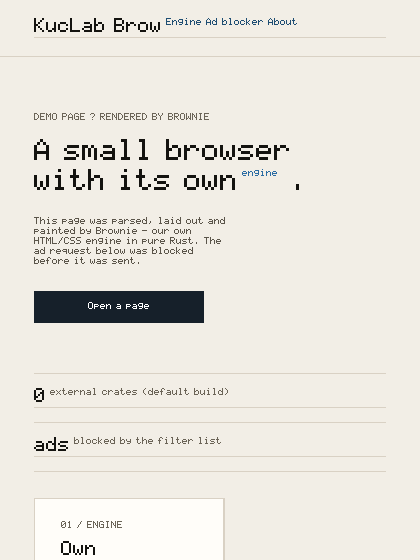 KucLab Brow Engine Ad blocker About
DEMO PAGE ? RENDERED BY BROWNIE
A small browser
with its own engine .
This page was parsed, laid out and
painted by Brownie — our own
HTML/CSS engine in pure Rust. The
ad request below was blocked
before it was sent.
Open a page
0 external crates (default build)
ads blocked by the filter list
01 / ENGINE
Own